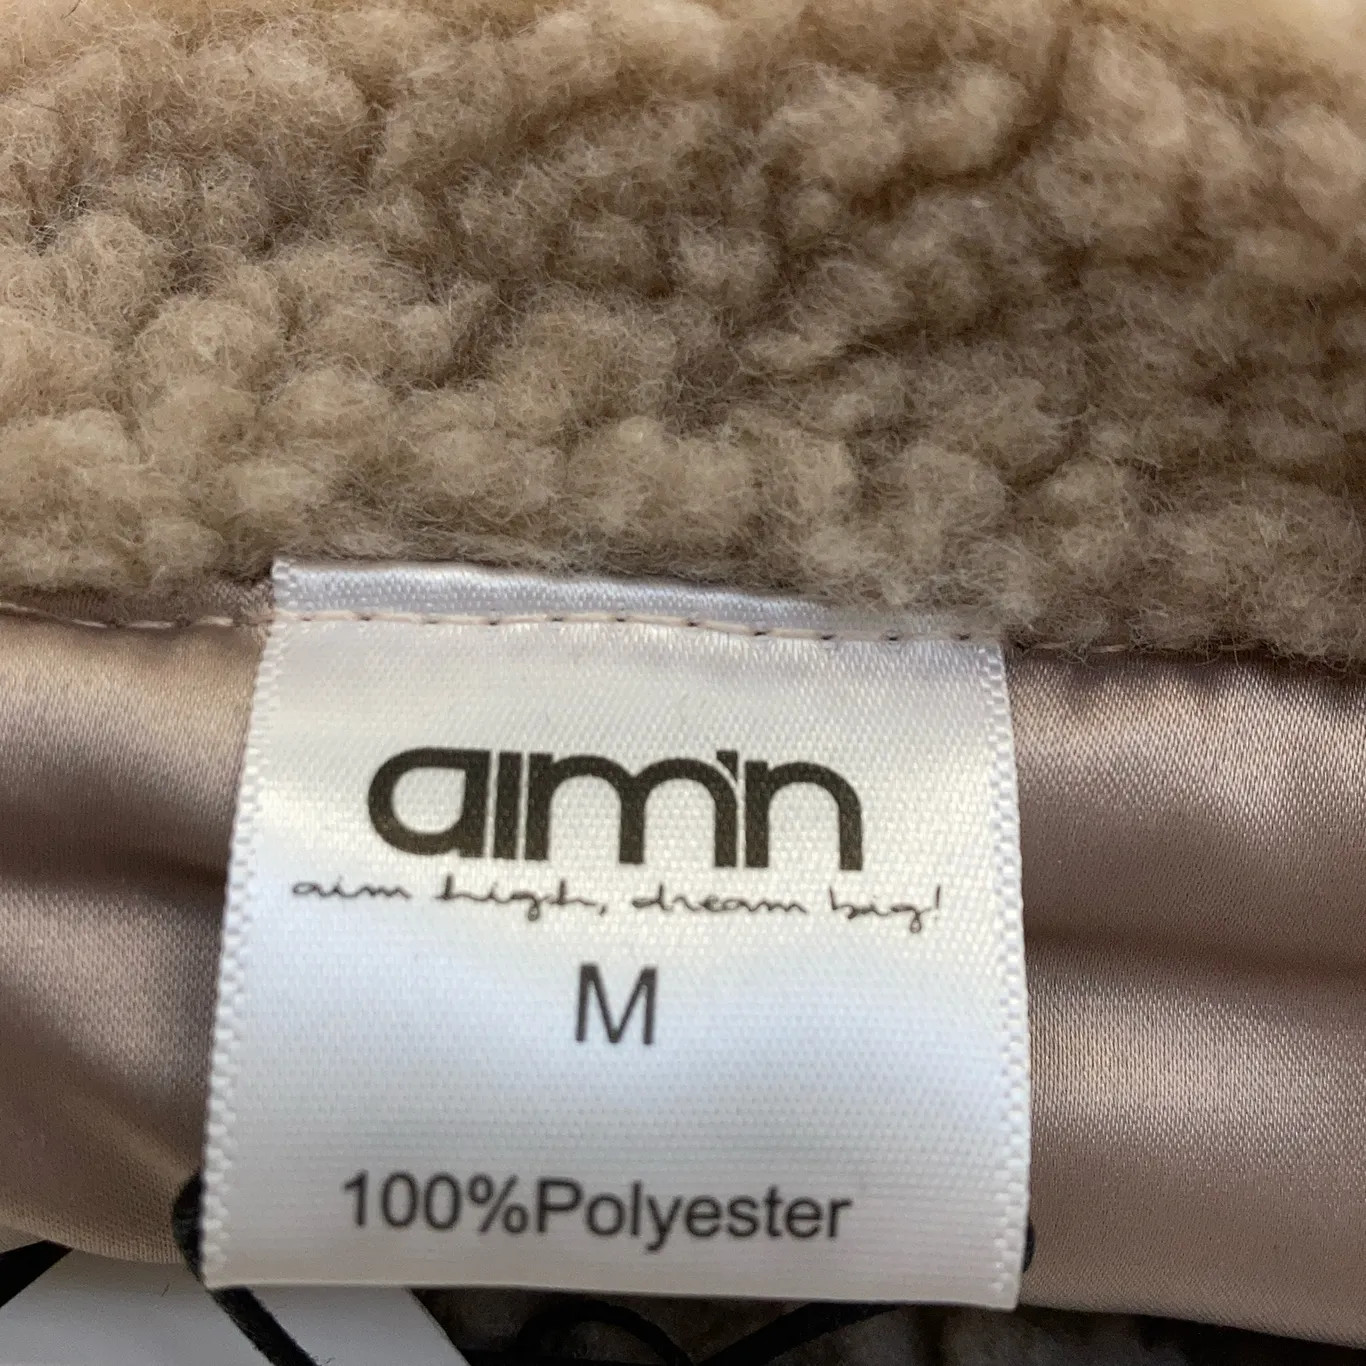 aim'n
aim high, dream big!
M
100%Polyester